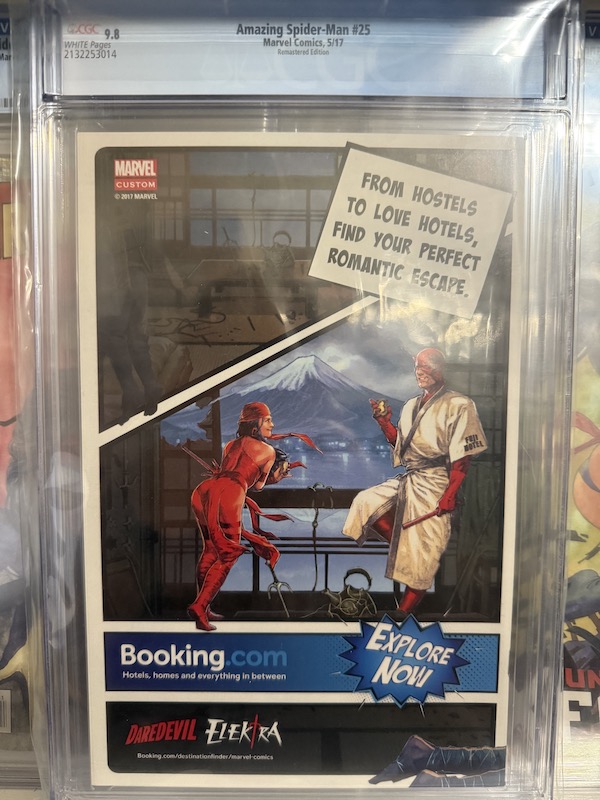 CGC 9.8
WHITE Pages
2132253014
Amazing Spider-Man #25
Marvel Comics, 5/17
Remastered Edition
MARVEL
CUSTOM
© 2017 MARVEL
FROM HOSTELS
TO LOVE HOTELS,
FIND YOUR PERFECT
ROMANTIC ESCAPE.
FUJI
HOTEL
Booking.com
Hotels, homes and everything in between
EXPLORE
NOW
DAREDEVIL ELEKTRA
Booking.com/destinationfinder/marvel-comics